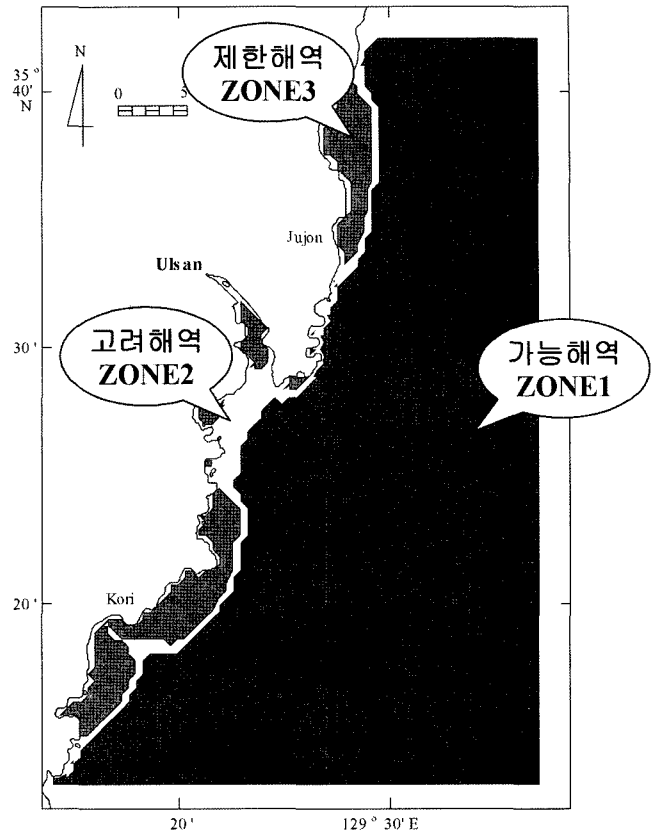 제한해역
ZONE3
N
35°
40'
N
0 5
Jujon
Ulsan
고려해역
ZONE2
30'
가능해역
ZONE1
Kori
20'
20'
129° 30' E